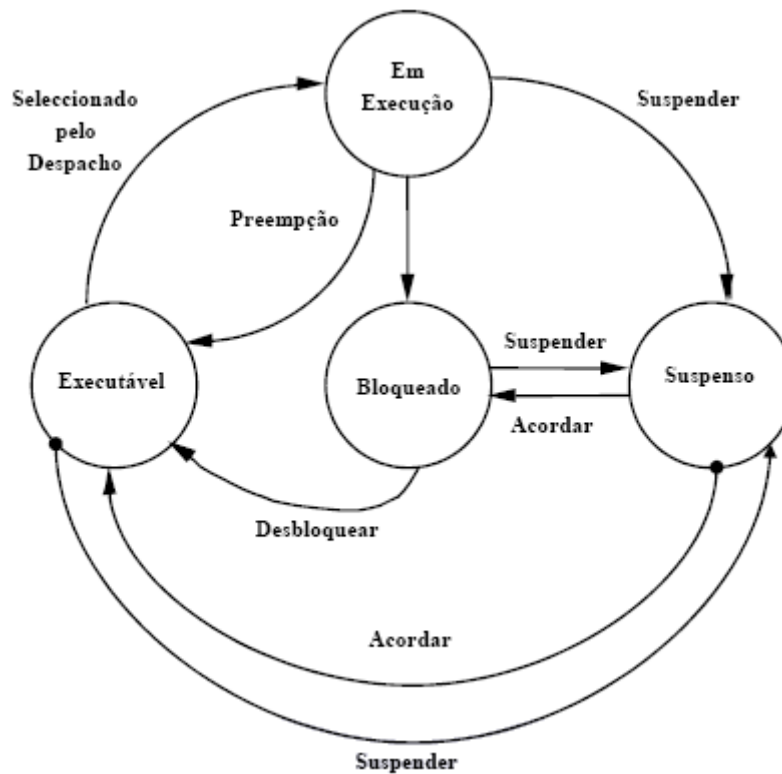 Em
Execução
Seleccionado
pelo
Despacho
Suspender
Preempção
Executável
Bloqueado
Suspender
Acordar
Suspenso
Desbloquear
Acordar
Suspender